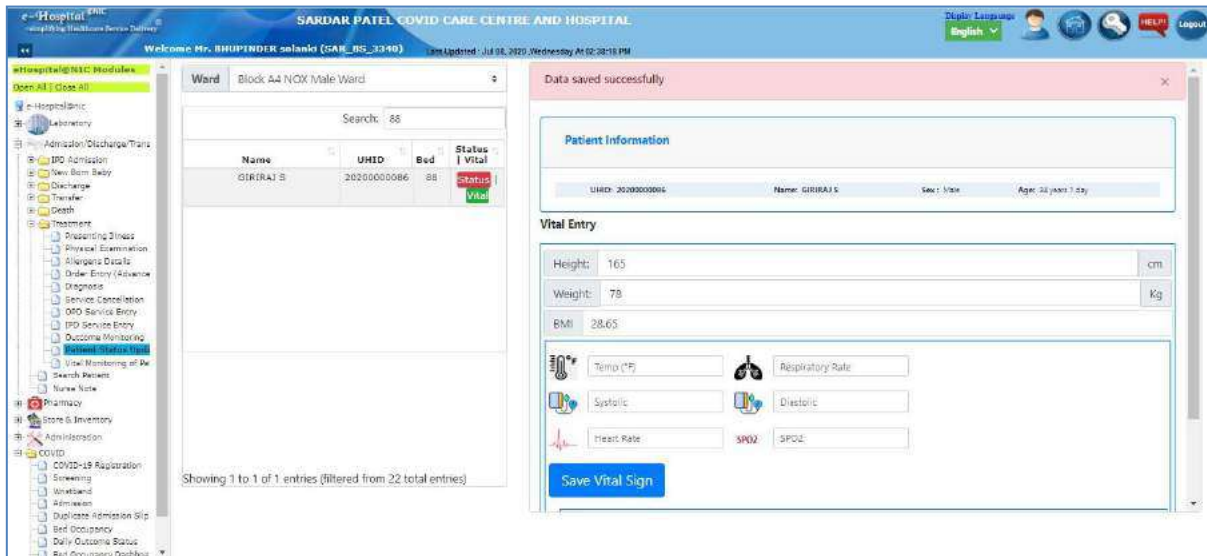 e-Hospital NIC
SARDAR PATEL COVID CARE CENTRE AND HOSPITAL
Display Language
English
HELP!
Logout
Welcome Mr. BHUPINDER solanki (SAR_BS_3340)
Last Updated : Jul 08, 2020 ,Wednesday At 02:38:18 PM
eHospital@NIC Modules
Open All | Close All
e-Hospital@nic
Laboratory
Admission/Discharge/Trans
IPD Admission
New Born Baby
Discharge
Transfer
Death
Treatment
Presenting Illness
Physical Examination
Allergens Details
Order Entry (Advance
Diagnosis
Service Cancellation
OPD Service Entry
IPD Service Entry
Outcome Monitoring
Patient Status Upda
Vital Monitoring of Pa
Search Patient
Nurse Note
Pharmacy
Store & Inventory
Administration
COVID
COVID-19 Registration
Screening
Wristband
Admission
Duplicate Admission Slip
Bed Occupancy
Daily Outcome Status
Bed Occupancy Dashboa
Ward Block A4 NOX Male Ward
Search: 88
Name UHID Bed Status | Vital
GIRIRAJ S 20200000086 88 Status | Vital
Showing 1 to 1 of 1 entries (filtered from 22 total entries)
Data saved successfully ×
Patient Information
UHID: 20200000086 Name: GIRIRAJ S Sex : Male Age: years 1 day
Vital Entry
Height: 165 cm
Weight: 78 Kg
BMI 28.65
°F Temp (°F) Respiratory Rate
Systolic Diastolic
Heart Rate SPO2 SPO2
Save Vital Sign